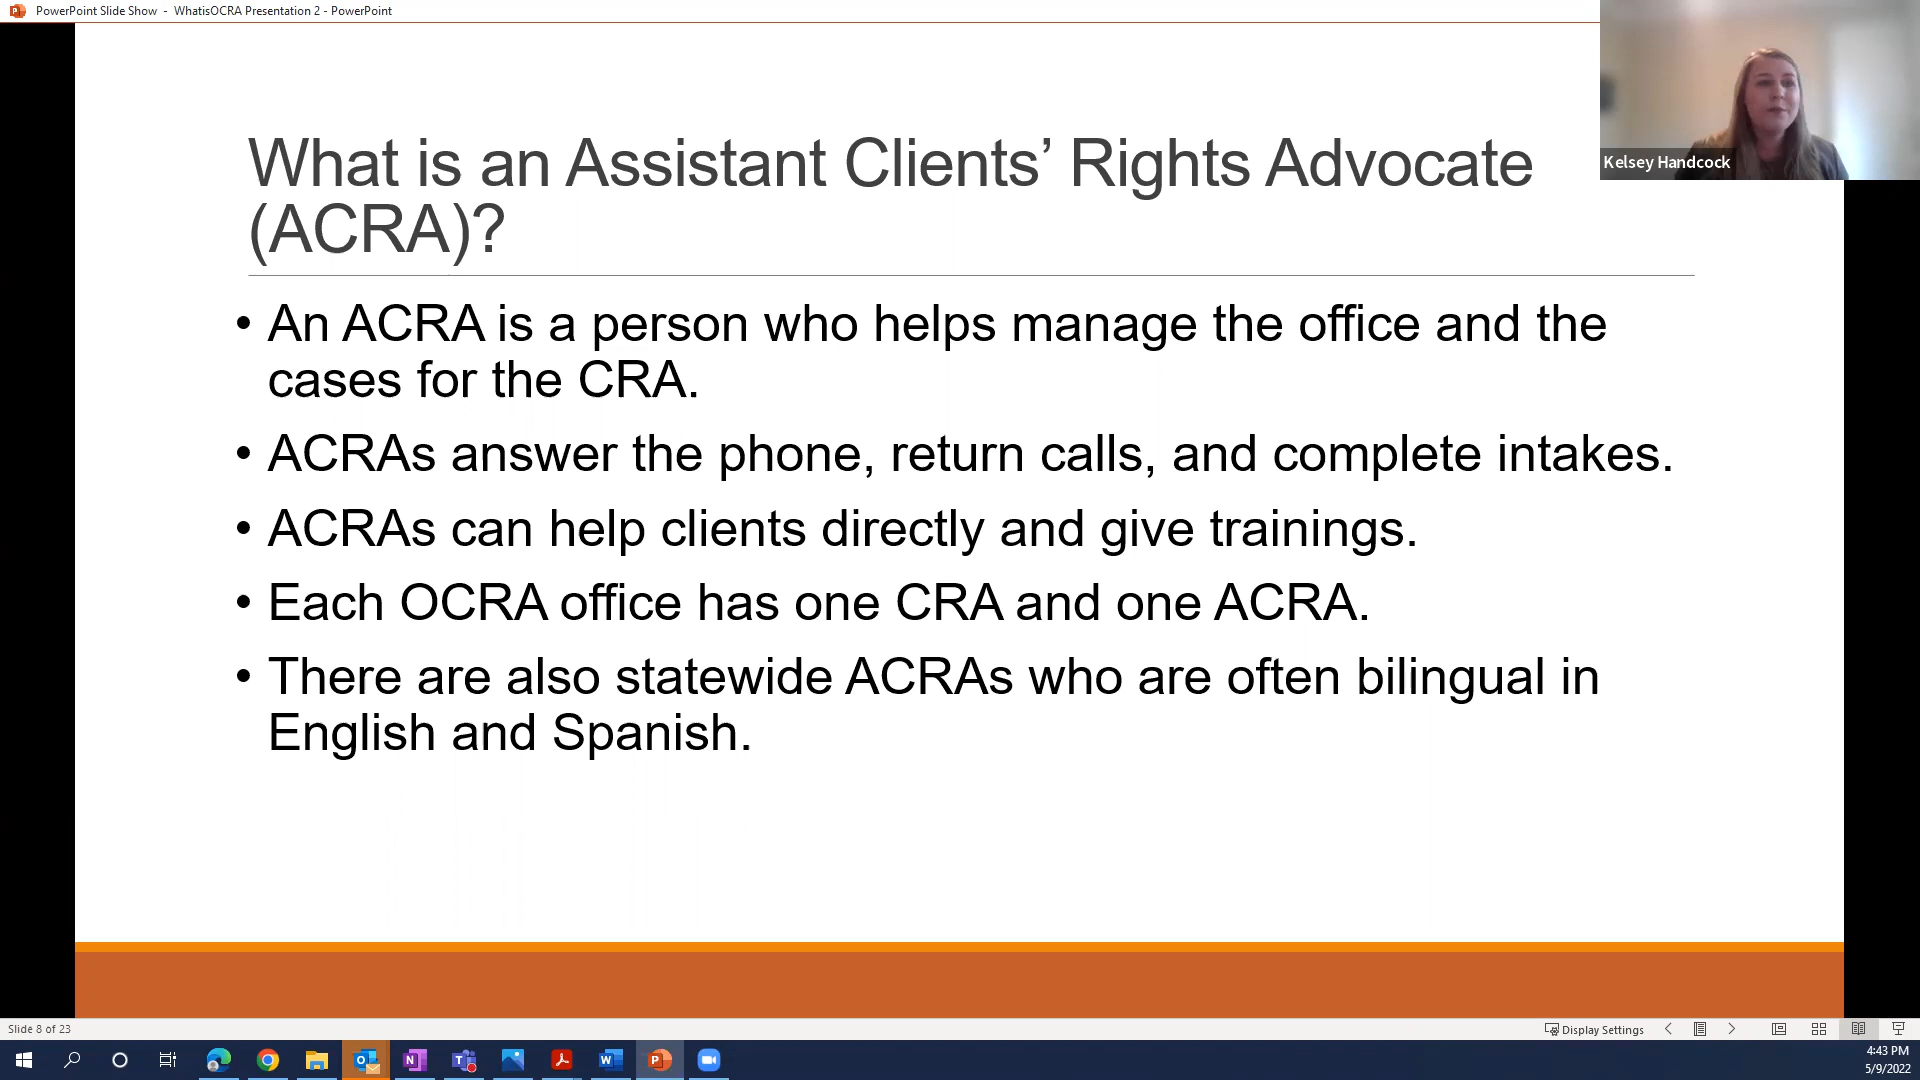 PowerPoint Slide Show - WhatisOCRA Presentation 2 - PowerPoint
Kelsey Handcock
What is an Assistant Clients’ Rights Advocate
(ACRA)?
• An ACRA is a person who helps manage the office and the
cases for the CRA.
• ACRAs answer the phone, return calls, and complete intakes.
• ACRAs can help clients directly and give trainings.
• Each OCRA office has one CRA and one ACRA.
• There are also statewide ACRAs who are often bilingual in
English and Spanish.
Slide 8 of 23
Display Settings
4:43 PM
5/9/2022